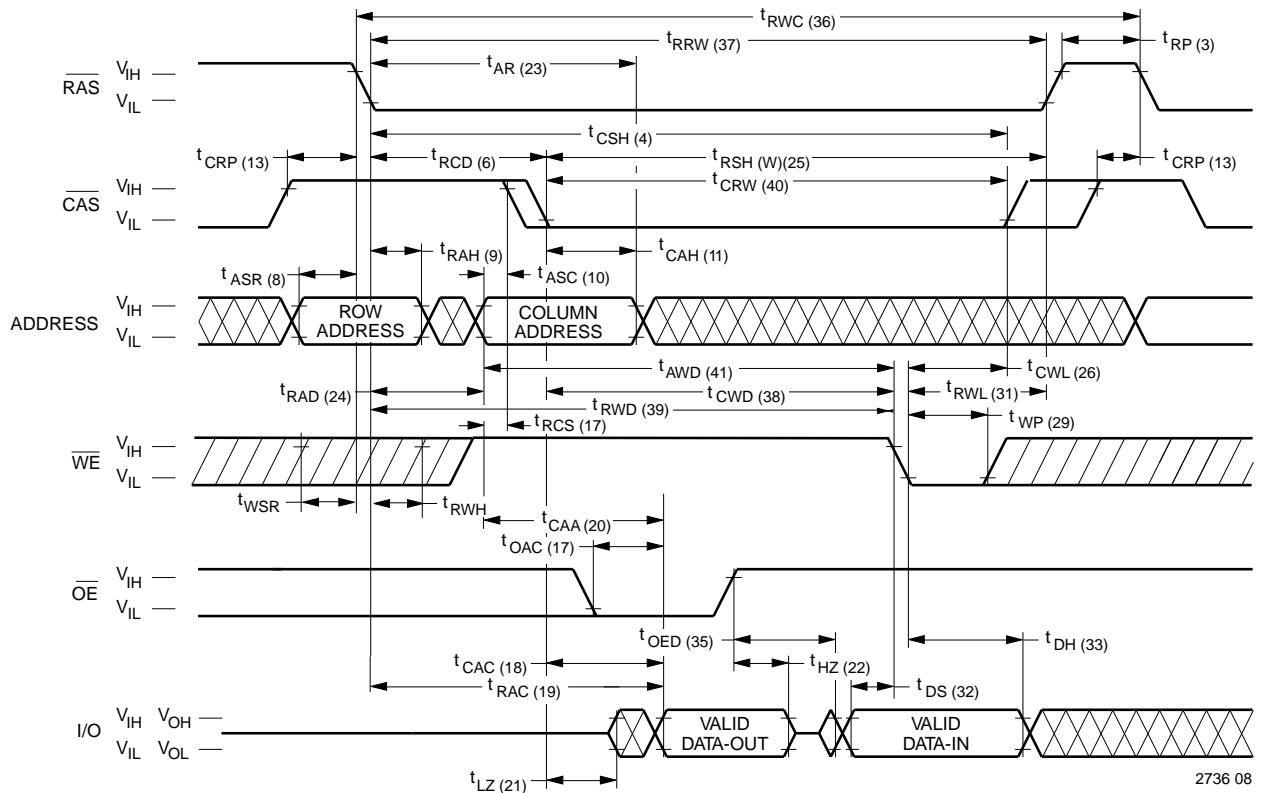 tRWC (36)
tRRW (37)
tRP (3)
tAR (23)
RAS VIH
VIL
tCSH (4)
tCRP (13) tRCD (6) tRSH (W)(25) tCRP (13)
CAS VIH tCRW (40)
VIL
tRAH (9) tCAH (11)
tASR (8) tASC (10)
ADDRESS VIH ROW ADDRESS COLUMN ADDRESS
VIL
tAWD (41) tCWL (26)
tRAD (24) tCWD (38) tRWL (31)
tRWD (39) tWP (29)
tRCS (17)
WE VIH
VIL
tWSR tRWH
tCAA (20)
tOAC (17)
OE VIH
VIL
tOED (35) tDH (33)
tCAC (18) tHZ (22)
tRAC (19) tDS (32)
I/O VIH VOH VALID DATA-OUT VALID DATA-IN
VIL VOL
tLZ (21)
2736 08